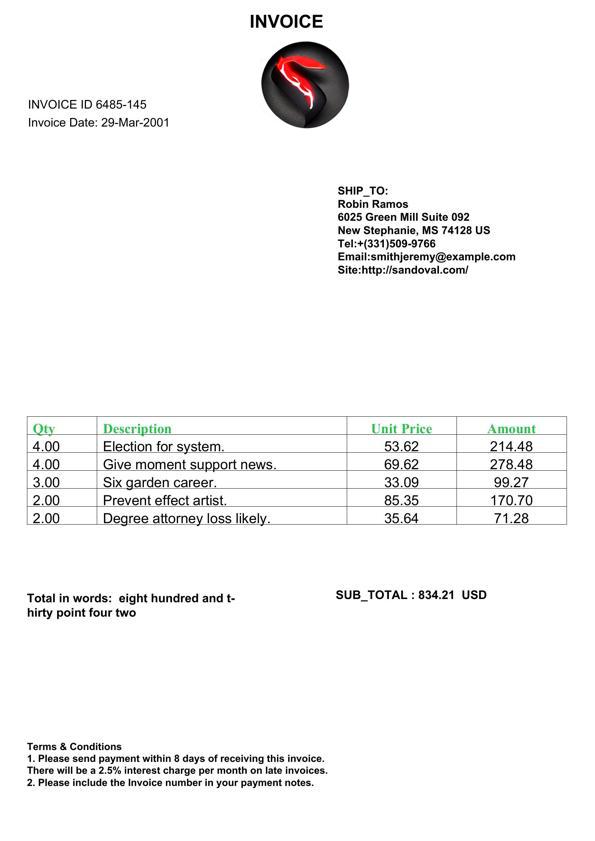 INVOICE
INVOICE ID 6485-145
Invoice Date: 29-Mar-2001
SHIP_TO:
Robin Ramos
6025 Green Mill Suite 092
New Stephanie, MS 74128 US
Tel:+(331)509-9766
Email:smithjeremy@example.com
Site:http://sandoval.com/
Qty Description Unit Price Amount
4.00 Election for system. 53.62 214.48
4.00 Give moment support news. 69.62 278.48
3.00 Six garden career. 33.09 99.27
2.00 Prevent effect artist. 85.35 170.70
2.00 Degree attorney loss likely. 35.64 71.28
Total in words:  eight hundred and t-
hirty point four two
SUB_TOTAL : 834.21  USD
Terms & Conditions
1. Please send payment within 8 days of receiving this invoice.
There will be a 2.5% interest charge per month on late invoices.
2. Please include the Invoice number in your payment notes.